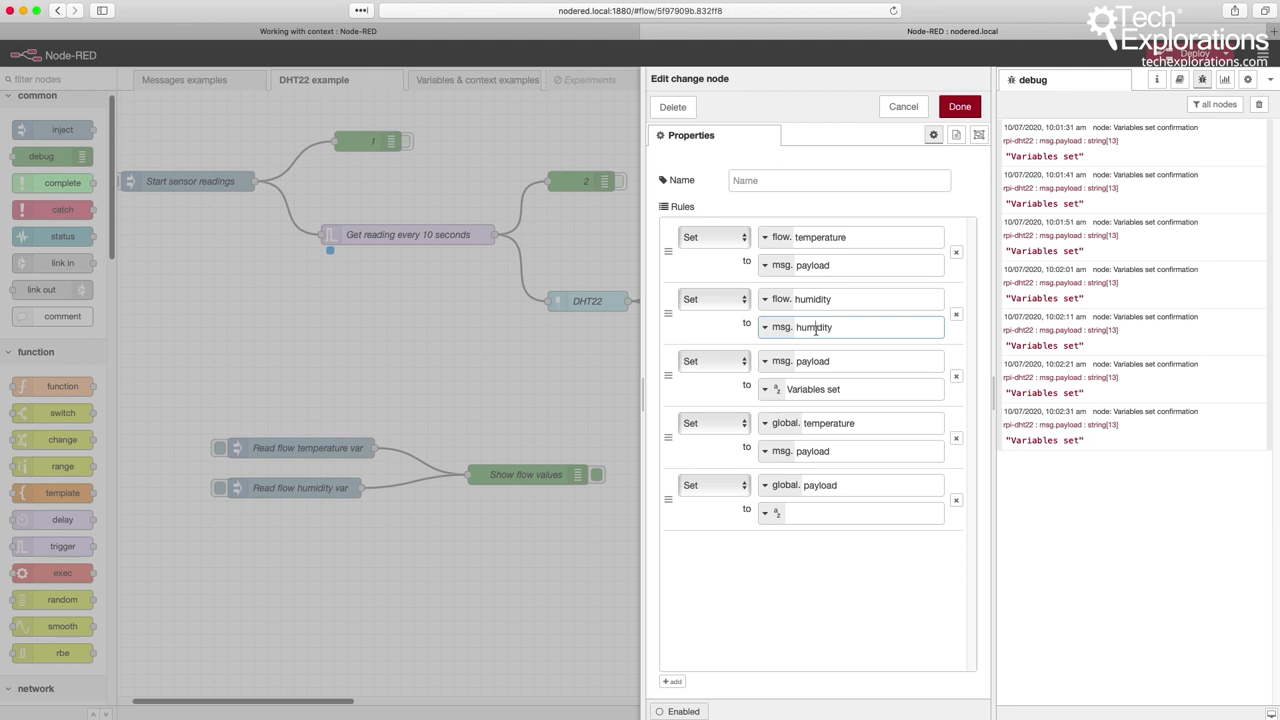 nodered.local:1880/#flow/5f97909b.832ff8
Tech
Explorations
techexplorations.com
Working with context : Node-RED
Node-RED : nodered.local
Node-RED
Deploy
filter nodes
Messages examples
DHT22 example
Variables & context examples
Experiments
common
inject
debug
complete
catch
status
link in
link out
comment
function
function
switch
change
range
template
delay
trigger
exec
random
smooth
rbe
network
Start sensor readings
1
Get reading every 10 seconds
2
DHT22
Read flow temperature var
Read flow humidity var
Show flow values
Edit change node
Delete
Cancel
Done
Properties
Name
Name
Rules
Set
flow. temperature
to
msg. payload
Set
flow. humidity
to
msg. humidity
Set
msg. payload
to
az Variables set
Set
global. temperature
to
msg. payload
Set
global. payload
to
az
add
Enabled
debug
all nodes
10/07/2020, 10:01:31 am node: Variables set confirmation
rpi-dht22 : msg.payload : string[13]
"Variables set"
10/07/2020, 10:01:41 am node: Variables set confirmation
rpi-dht22 : msg.payload : string[13]
"Variables set"
10/07/2020, 10:01:51 am node: Variables set confirmation
rpi-dht22 : msg.payload : string[13]
"Variables set"
10/07/2020, 10:02:01 am node: Variables set confirmation
rpi-dht22 : msg.payload : string[13]
"Variables set"
10/07/2020, 10:02:11 am node: Variables set confirmation
rpi-dht22 : msg.payload : string[13]
"Variables set"
10/07/2020, 10:02:21 am node: Variables set confirmation
rpi-dht22 : msg.payload : string[13]
"Variables set"
10/07/2020, 10:02:31 am node: Variables set confirmation
rpi-dht22 : msg.payload : string[13]
"Variables set"